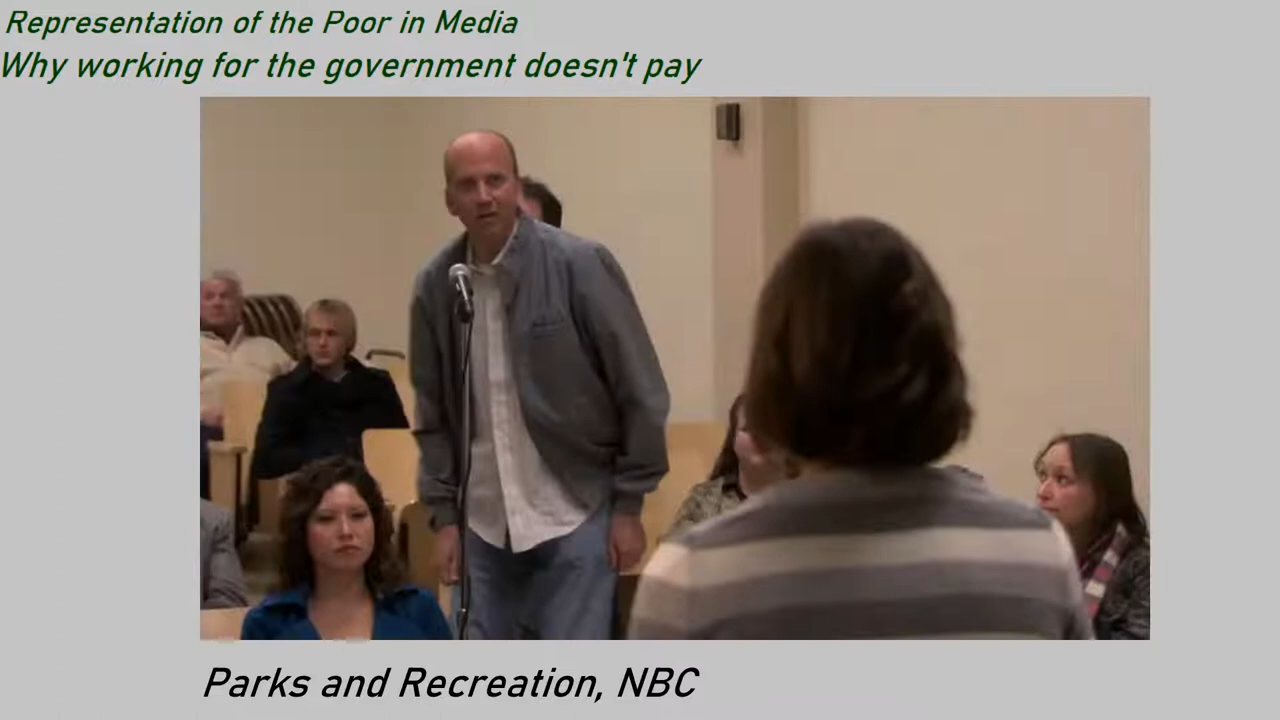 Representation of the Poor in Media
Why working for the government doesn't pay
Parks and Recreation, NBC